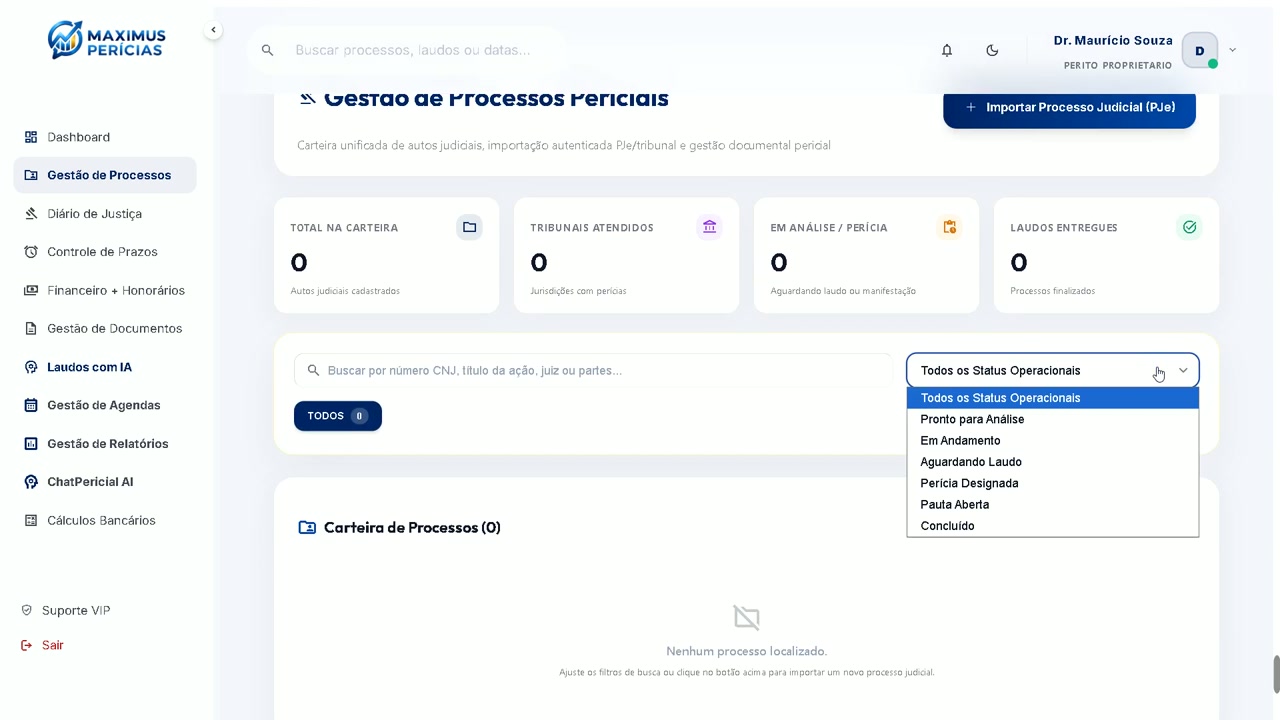 MAXIMUS
PERÍCIAS
Buscar processos, laudos ou datas...
Dr. Maurício Souza
PERITO PROPRIETARIO
D
Dashboard
Gestão de Processos
Diário de Justiça
Controle de Prazos
Financeiro + Honorários
Gestão de Documentos
Laudos com IA
Gestão de Agendas
Gestão de Relatórios
ChatPericial AI
Cálculos Bancários
Suporte VIP
Sair
Gestão de Processos Periciais
+ Importar Processo Judicial (PJe)
Carteira unificada de autos judiciais, importação autenticada PJe/tribunal e gestão documental pericial
TOTAL NA CARTEIRA
0
Autos judiciais cadastrados
TRIBUNAIS ATENDIDOS
0
Jurisdições com perícias
EM ANÁLISE / PERÍCIA
0
Aguardando laudo ou manifestação
LAUDOS ENTREGUES
0
Processos finalizados
Buscar por número CNJ, título da ação, juiz ou partes...
TODOS 0
Todos os Status Operacionais
Todos os Status Operacionais
Pronto para Análise
Em Andamento
Aguardando Laudo
Perícia Designada
Pauta Aberta
Concluído
Carteira de Processos (0)
Nenhum processo localizado.
Ajuste os filtros de busca ou clique no botão acima para importar um novo processo judicial.